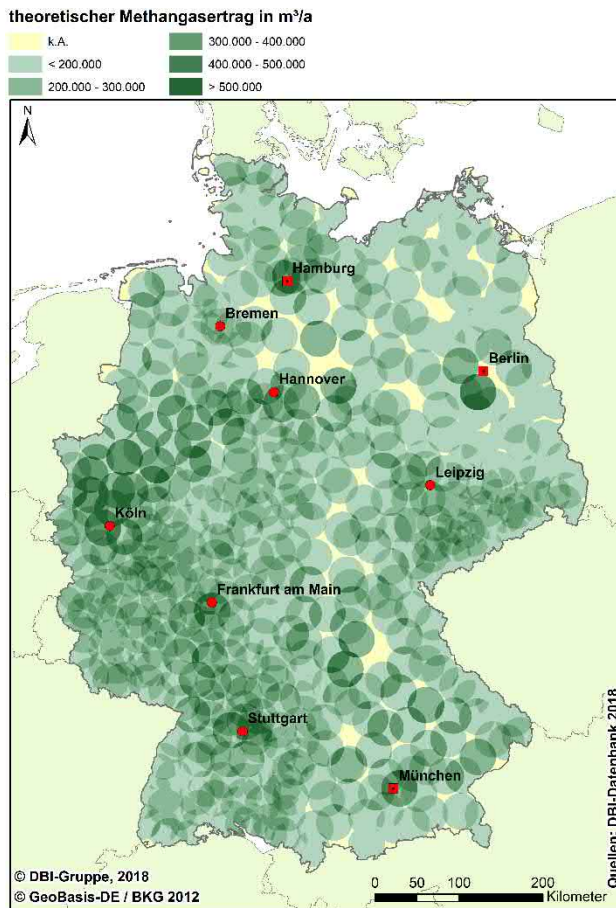 theoretischer Methangasertrag in m³/a
k.A.
< 200.000
200.000 - 300.000
300.000 - 400.000
400.000 - 500.000
> 500.000
N
Hamburg
Bremen
Berlin
Hannover
Leipzig
Köln
Frankfurt am Main
Stuttgart
München
Quellen: DBI-Datenbank 2018
© DBI-Gruppe, 2018
© GeoBasis-DE / BKG 2012
Kilometer
0 50 100 200